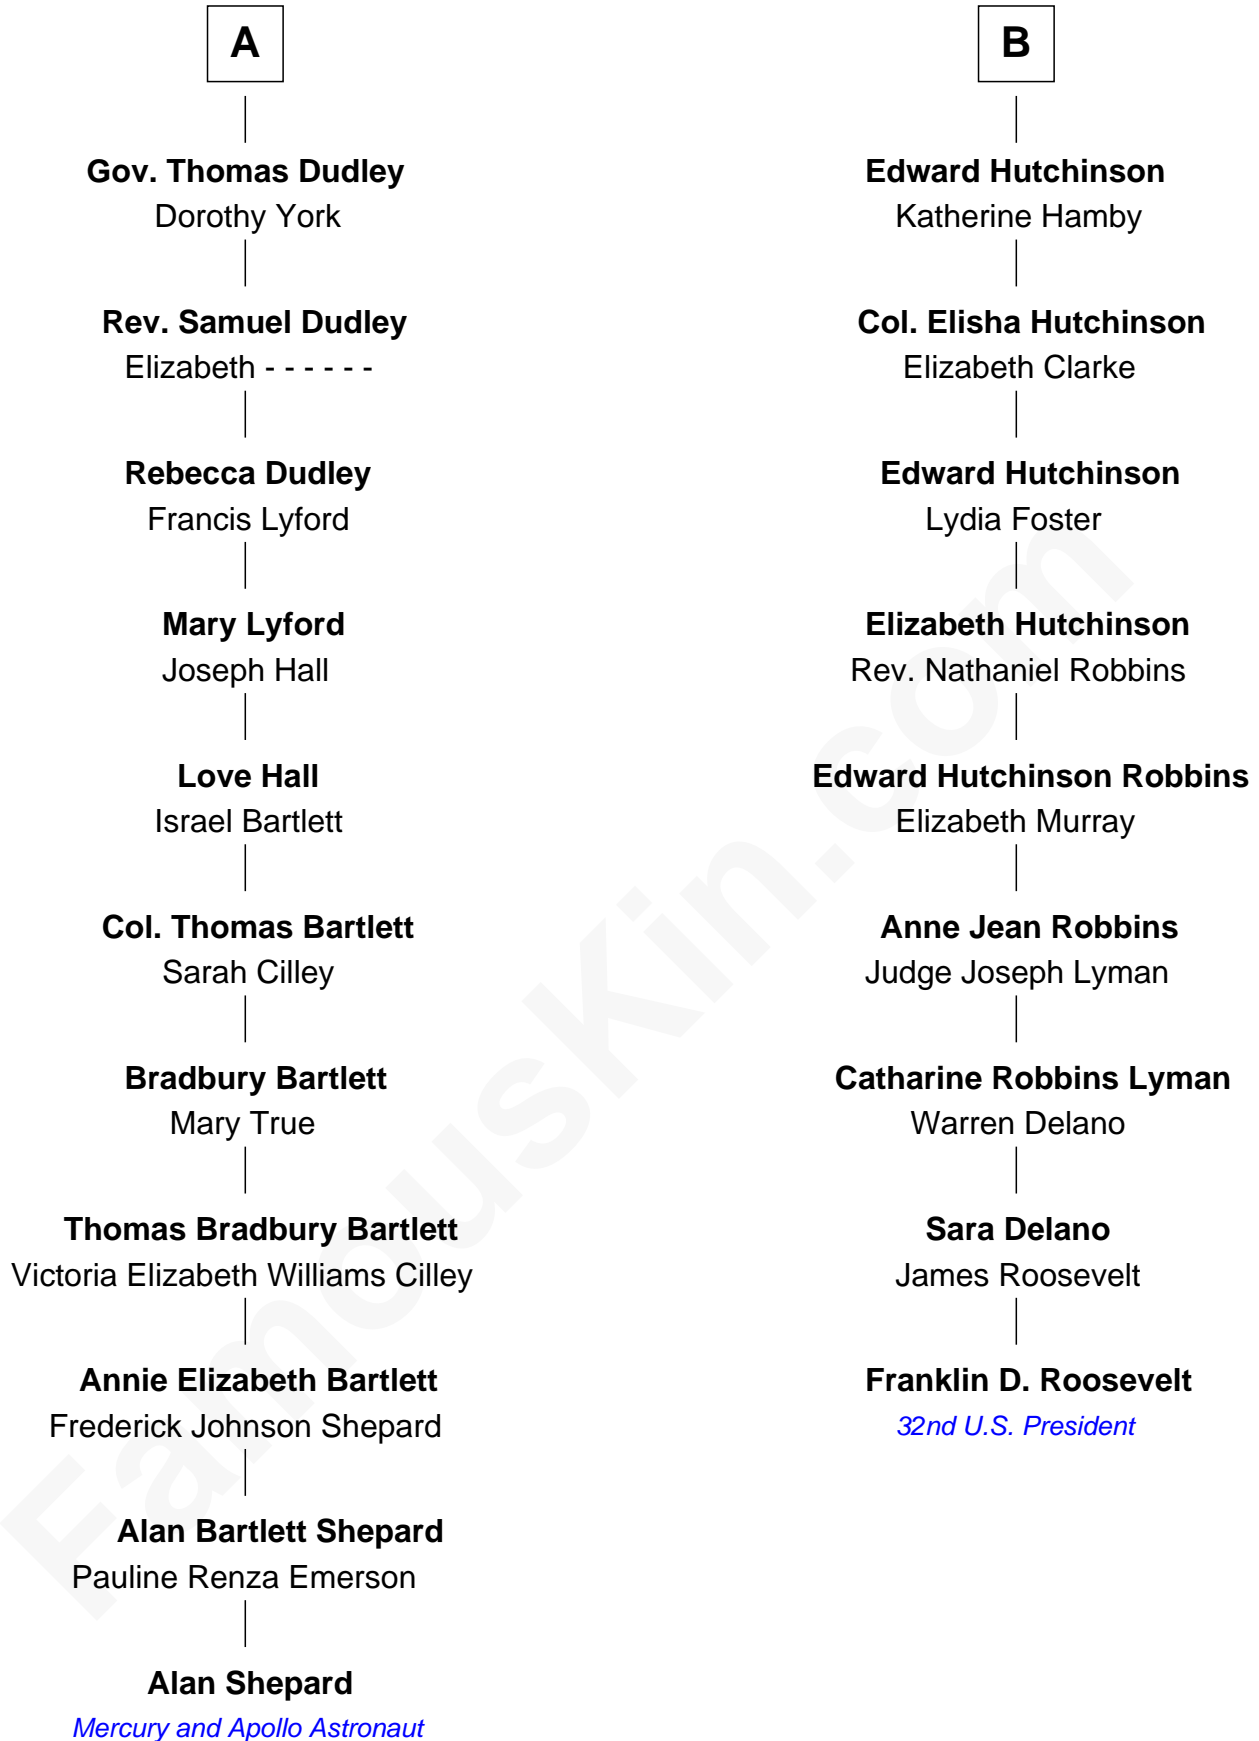 A
Gov. Thomas Dudley
Dorothy York
Rev. Samuel Dudley
Elizabeth - - - - - -
Rebecca Dudley
Francis Lyford
Mary Lyford
Joseph Hall
Love Hall
Israel Bartlett
Col. Thomas Bartlett
Sarah Cilley
Bradbury Bartlett
Mary True
Thomas Bradbury Bartlett
Victoria Elizabeth Williams Cilley
Annie Elizabeth Bartlett
Frederick Johnson Shepard
Alan Bartlett Shepard
Pauline Renza Emerson
Alan Shepard
Mercury and Apollo Astronaut
B
Edward Hutchinson
Katherine Hamby
Col. Elisha Hutchinson
Elizabeth Clarke
Edward Hutchinson
Lydia Foster
Elizabeth Hutchinson
Rev. Nathaniel Robbins
Edward Hutchinson Robbins
Elizabeth Murray
Anne Jean Robbins
Judge Joseph Lyman
Catharine Robbins Lyman
Warren Delano
Sara Delano
James Roosevelt
Franklin D. Roosevelt
32nd U.S. President
FamousKin.com